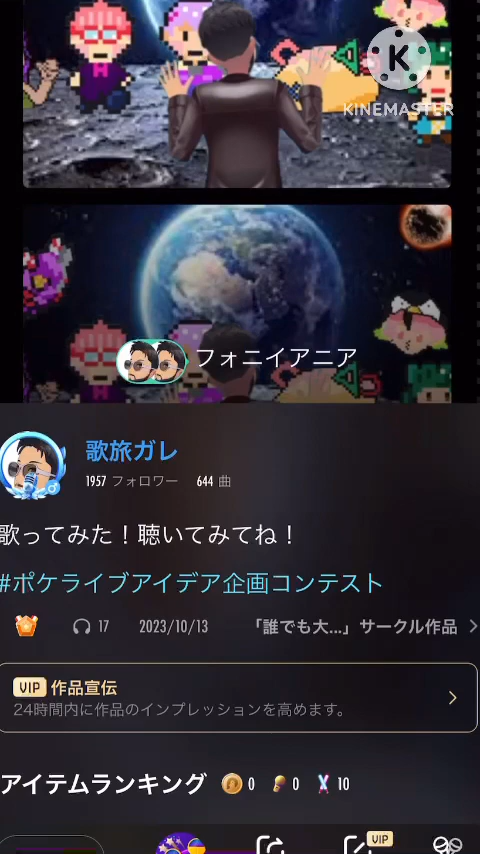 K
KINEMASTER
フォニイアニア
歌旅ガレ
1957 フォロワー 644 曲
歌ってみた！聴いてみてね！
#ポケライブアイデア企画コンテスト
17 2023/10/13 「誰でも大...」サークル作品
VIP 作品宣伝
24時間内に作品のインプレッションを高めます。
アイテムランキング 0 0 10
VIP